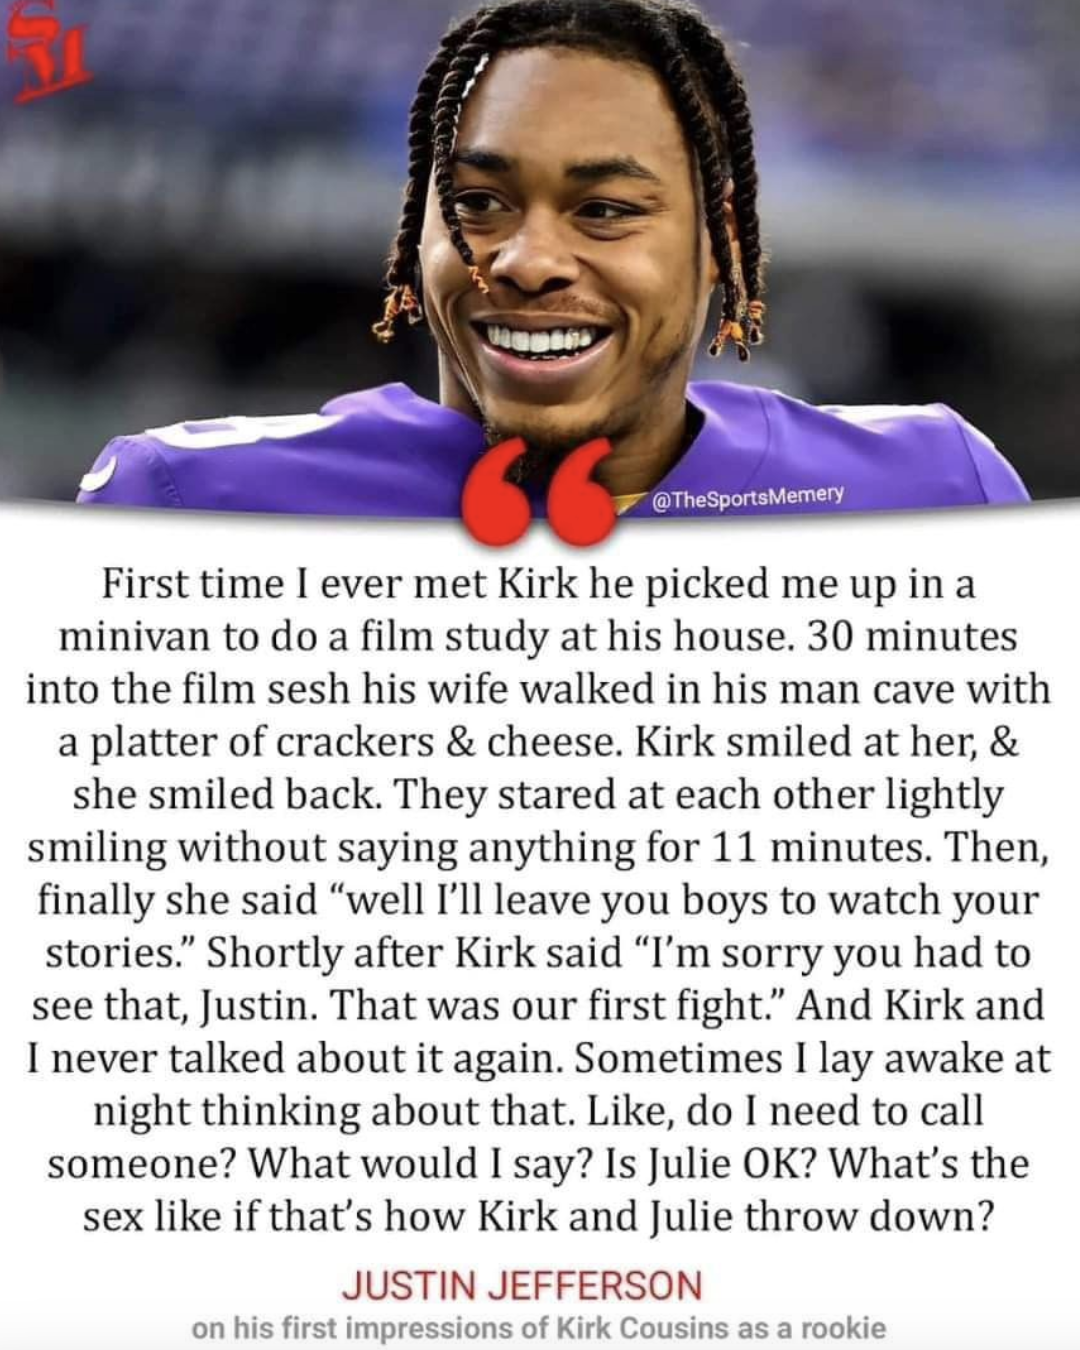 SM
@TheSportsMemery
First time I ever met Kirk he picked me up in a
minivan to do a film study at his house. 30 minutes
into the film sesh his wife walked in his man cave with
a platter of crackers & cheese. Kirk smiled at her, &
she smiled back. They stared at each other lightly
smiling without saying anything for 11 minutes. Then,
finally she said “well I’ll leave you boys to watch your
stories.” Shortly after Kirk said “I’m sorry you had to
see that, Justin. That was our first fight.” And Kirk and
I never talked about it again. Sometimes I lay awake at
night thinking about that. Like, do I need to call
someone? What would I say? Is Julie OK? What’s the
sex like if that’s how Kirk and Julie throw down?
JUSTIN JEFFERSON
on his first impressions of Kirk Cousins as a rookie